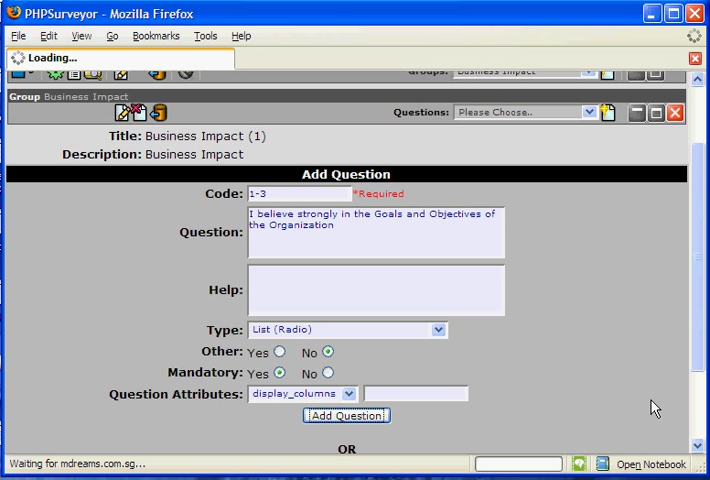 PHPSurveyor - Mozilla Firefox
File Edit View Go Bookmarks Tools Help
Loading...
Groups: Business Impact
Group Business Impact
Questions: Please Choose..
Title: Business Impact (1)
Description: Business Impact
Add Question
Code: 1-3 *Required
Question: I believe strongly in the Goals and Objectives of
the Organization
Help:
Type: List (Radio)
Other: Yes No
Mandatory: Yes No
Question Attributes: display_columns
Add Question
OR
Waiting for mdreams.com.sg... Open Notebook